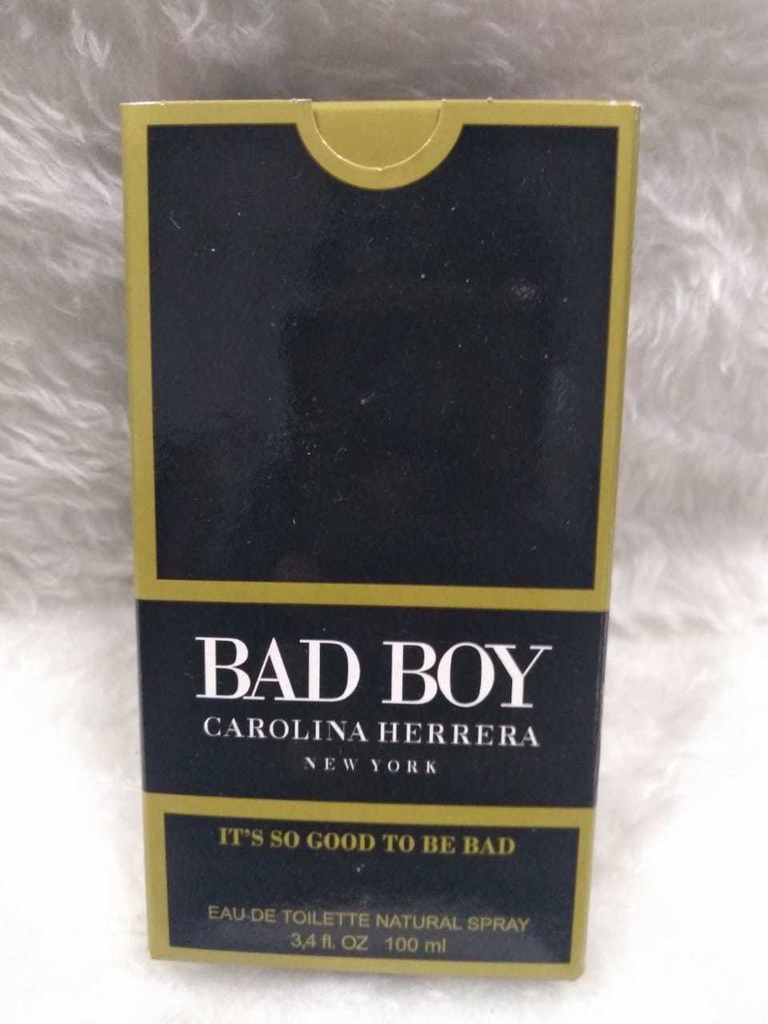 BAD BOY
CAROLINA HERRERA
NEW YORK
IT'S SO GOOD TO BE BAD
EAU DE TOILETTE NATURAL SPRAY
3,4 fl. OZ 100 ml